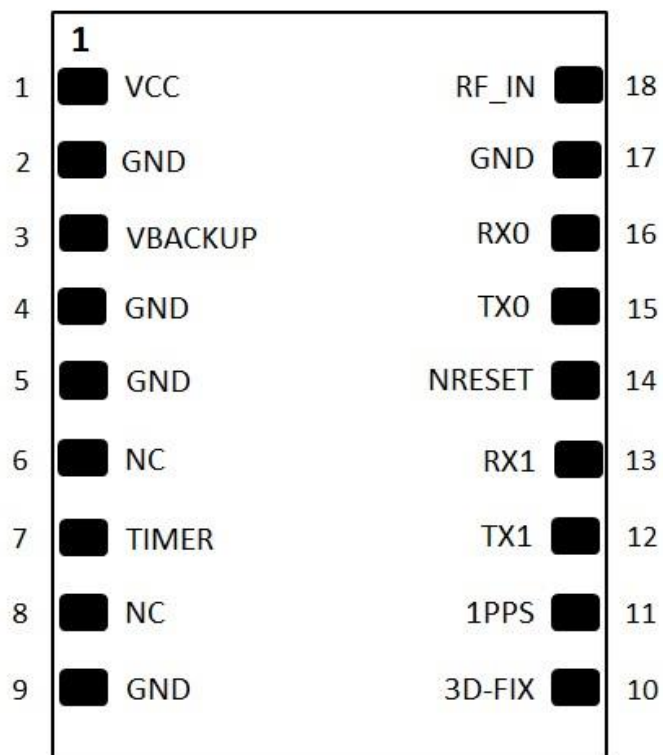 1
1 VCC RF_IN 18
2 GND GND 17
3 VBACKUP RX0 16
4 GND TX0 15
5 GND NRESET 14
6 NC RX1 13
7 TIMER TX1 12
8 NC 1PPS 11
9 GND 3D-FIX 10